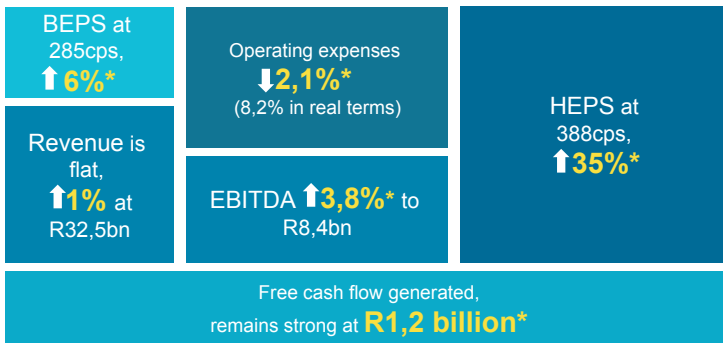 BEPS at
285cps,
⬆6%*
Revenue is
flat,
⬆1% at
R32,5bn
Operating expenses
⬇2,1%*
(8,2% in real terms)
EBITDA ⬆3,8%* to
R8,4bn
HEPS at
388cps,
⬆35%*
Free cash flow generated,
remains strong at R1,2 billion*